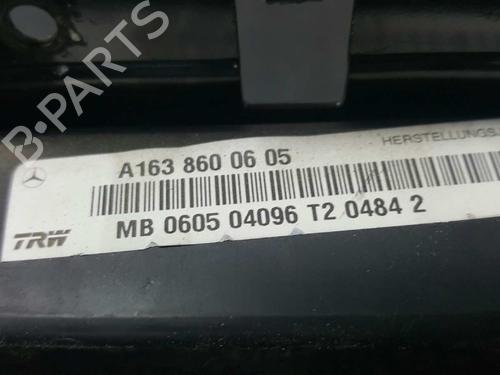 B-PARTS
A163 860 06 05
HERSTELLUNGS
MB 0605 04096 T2 0484 2
TRW